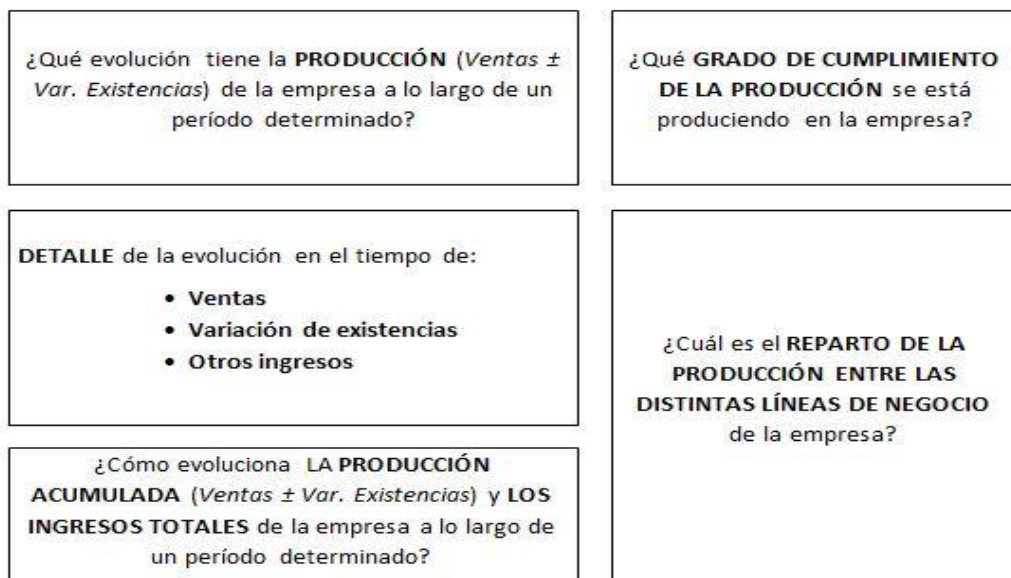 ¿Qué evolución tiene la PRODUCCIÓN (Ventas ±
Var. Existencias) de la empresa a lo largo de un
período determinado?
¿Qué GRADO DE CUMPLIMIENTO
DE LA PRODUCCIÓN se está
produciendo en la empresa?
DETALLE de la evolución en el tiempo de:
• Ventas
• Variación de existencias
• Otros ingresos
¿Cuál es el REPARTO DE LA
PRODUCCIÓN ENTRE LAS
DISTINTAS LÍNEAS DE NEGOCIO
de la empresa?
¿Cómo evoluciona LA PRODUCCIÓN
ACUMULADA (Ventas ± Var. Existencias) y LOS
INGRESOS TOTALES de la empresa a lo largo de
un período determinado?